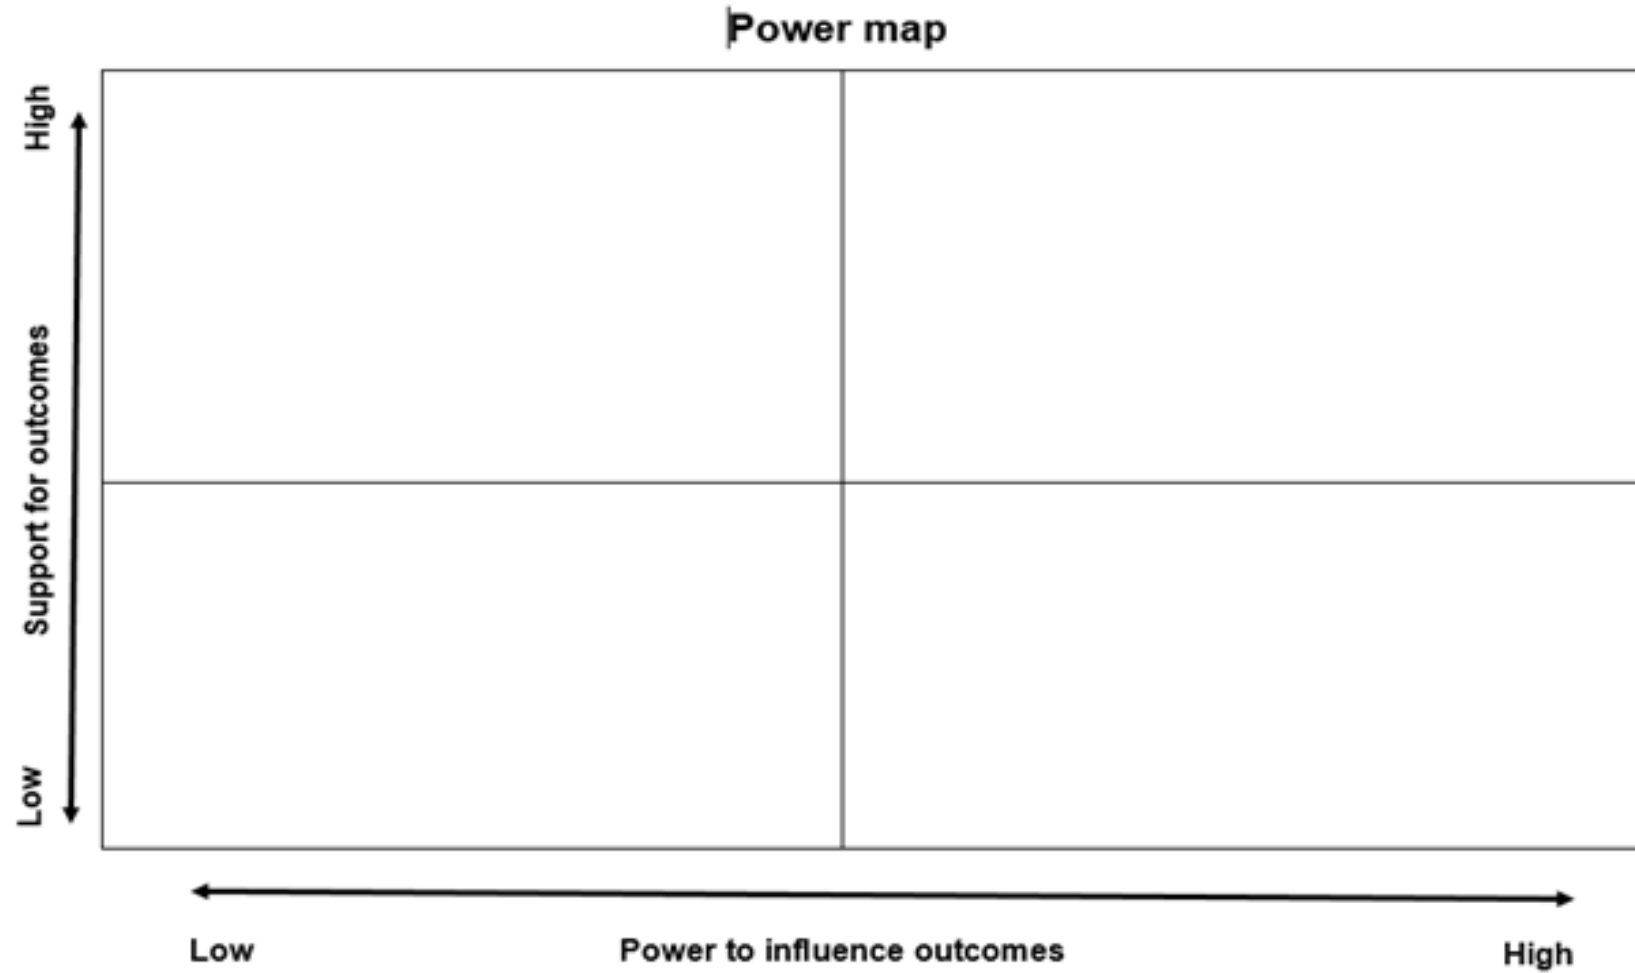 Power map
High
Support for outcomes
Low
Low
Power to influence outcomes
High